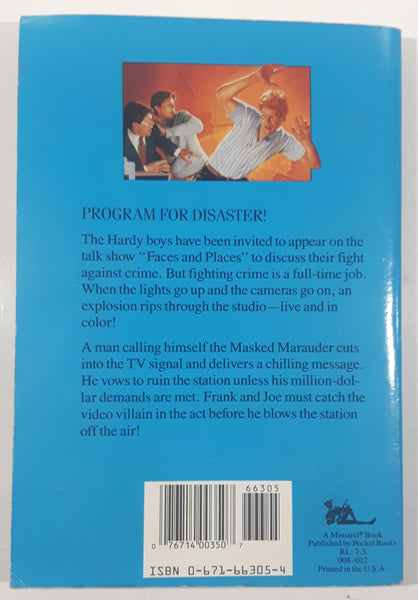 PROGRAM FOR DISASTER!
The Hardy boys have been invited to appear on the
talk show "Faces and Places" to discuss their fight
against crime. But fighting crime is a full-time job.
When the lights go up and the cameras go on, an
explosion rips through the studio—live and in
color!
A man calling himself the Masked Marauder cuts
into the TV signal and delivers a chilling message.
He vows to ruin the station unless his million-dol-
lar demands are met. Frank and Joe must catch the
video villain in the act before he blows the station
off the air!
66305
0 76714 00350 7
ISBN 0-671-66305-4
A Minstrel® Book
Published by Pocket Books
RL: 7.3
008-012
Printed in the U.S.A.